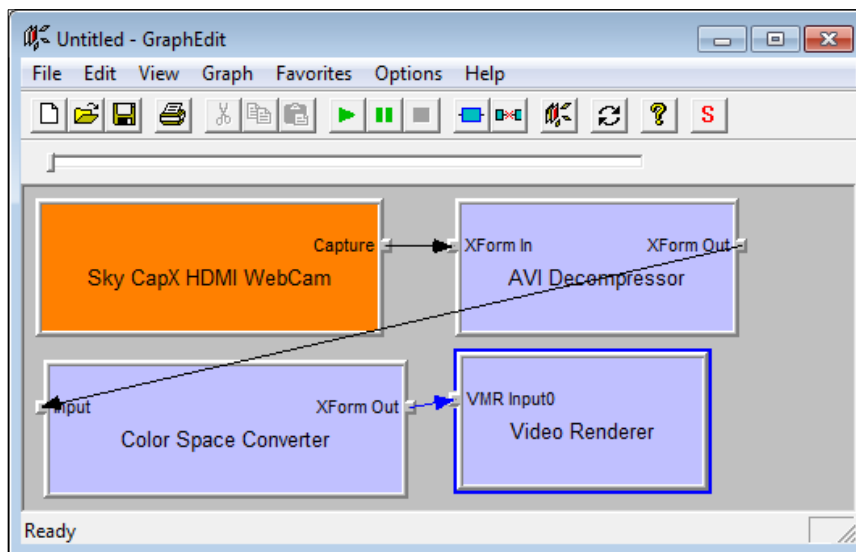 Untitled - GraphEdit
File Edit View Graph Favorites Options Help
S
Capture
Sky CapX HDMI WebCam
XForm In XForm Out
AVI Decompressor
Input XForm Out
Color Space Converter
VMR Input0
Video Renderer
Ready